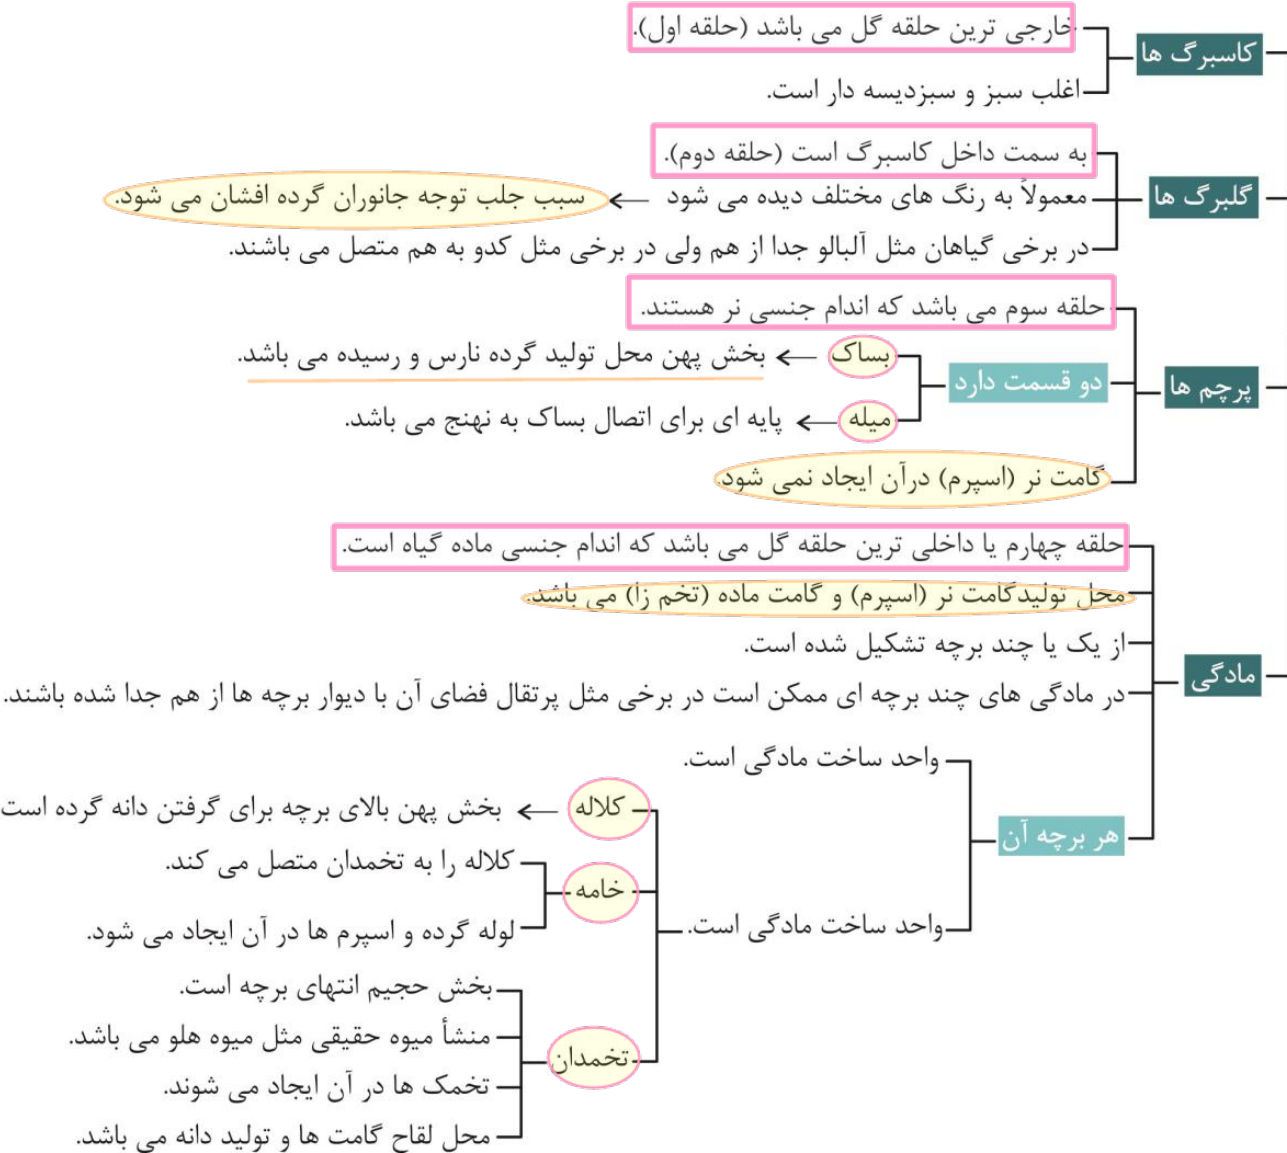 کاسبرگ ها
خارجی ترین حلقه گل می باشد (حلقه اول).
اغلب سبز و سبزدیسه دار است.
گلبرگ ها
به سمت داخل کاسبرگ است (حلقه دوم).
معمولاً به رنگ های مختلف دیده می شود ← سبب جلب توجه جانوران گرده افشان می شود.
در برخی گیاهان مثل آلبالو جدا از هم ولی در برخی مثل کدو به هم متصل می باشند.
پرچم ها
حلقه سوم می باشد که اندام جنسی نر هستند.
دو قسمت دارد
بساک ← بخش پهن محل تولید گرده نارس و رسیده می باشد.
میله ← پایه ای برای اتصال بساک به نهنج می باشد.
گامت نر (اسپرم) درآن ایجاد نمی شود.
مادگی
حلقه چهارم یا داخلی ترین حلقه گل می باشد که اندام جنسی ماده گیاه است.
محل تولیدگامت نر (اسپرم) و گامت ماده (تخم زا) می باشد.
از یک یا چند برچه تشکیل شده است.
در مادگی های چند برچه ای ممکن است در برخی مثل پرتقال فضای آن با دیوار برچه ها از هم جدا شده باشند.
هر برچه آن
واحد ساخت مادگی است.
واحد ساخت مادگی است.
کلاله ← بخش پهن بالای برچه برای گرفتن دانه گرده است
خامه
کلاله را به تخمدان متصل می کند.
لوله گرده و اسپرم ها در آن ایجاد می شود.
تخمدان
بخش حجیم انتهای برچه است.
منشأ میوه حقیقی مثل میوه هلو می باشد.
تخمک ها در آن ایجاد می شوند.
محل لقاح گامت ها و تولید دانه می باشد.